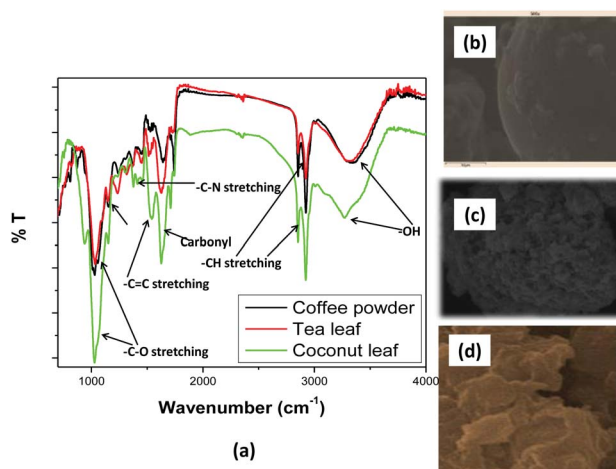 % T
-C-N stretching
Carbonyl
-C=C stretching
-CH stretching
-OH
-C-O stretching
Coffee powder
Tea leaf
Coconut leaf
1000 2000 3000 4000
Wavenumber (cm⁻¹)
(a)
(b)
(c)
(d)